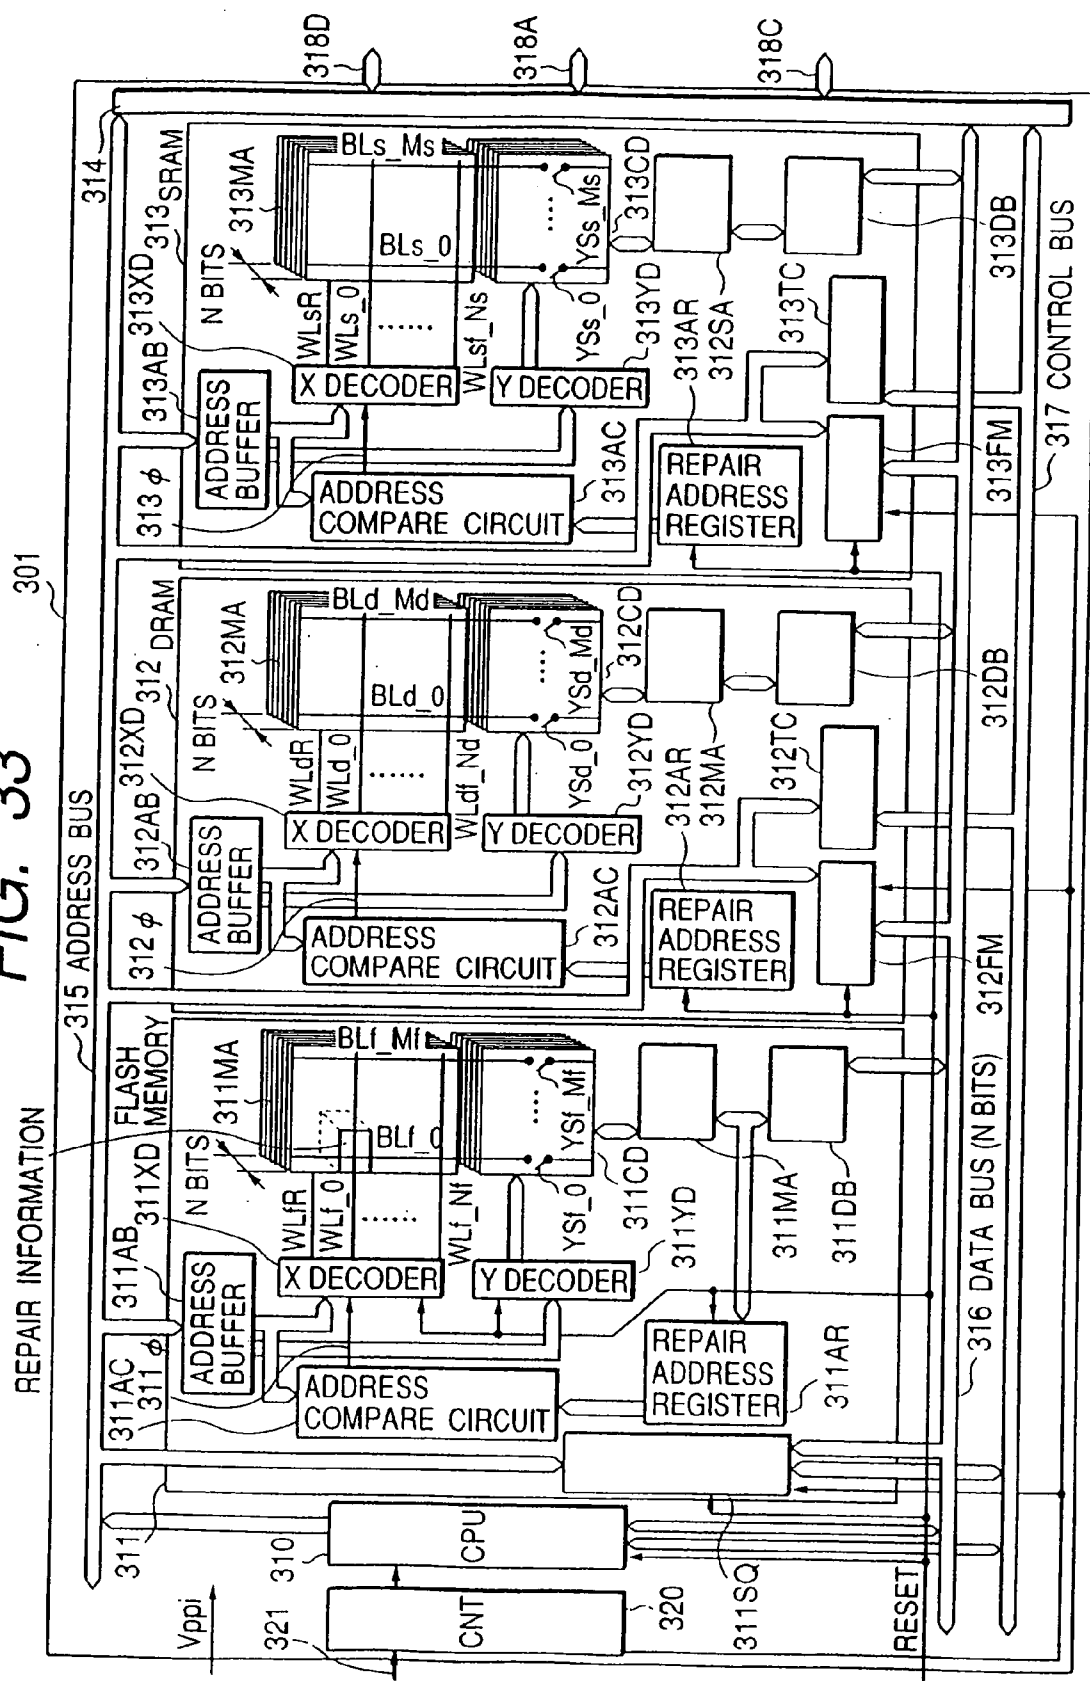 FIG. 33
301
REPAIR INFORMATION
315 ADDRESS BUS
314
318D
318A
318C
Vppi
321
CNT
320
310
CPU
311
FLASH
MEMORY
311AC
311 φ
311AB
311XD
N BITS
311MA
ADDRESS
BUFFER
X DECODER
WLfR
WLf_0
WLf_Nf
BLf_Mf
BLf_0
Y DECODER
YSf_0
YSf_Mf
311CD
311YD
ADDRESS
COMPARE CIRCUIT
REPAIR
ADDRESS
REGISTER
311AR
311MA
311DB
311SQ
RESET
312 DRAM
312 φ
312AB
312XD
N BITS
312MA
ADDRESS
BUFFER
X DECODER
WLdR
WLd_0
WLdf_Nd
BLd_Md
BLd_0
Y DECODER
YSd_0
YSd_Md
312CD
312YD
ADDRESS
COMPARE CIRCUIT
312AC
REPAIR
ADDRESS
REGISTER
312AR
312MA
312TC
312DB
312FM
313 SRAM
313 φ
313AB
313XD
N BITS
313MA
ADDRESS
BUFFER
X DECODER
WLsR
WLs_0
WLsf_Ns
BLs_Ms
BLs_0
Y DECODER
YSs_0
YSs_Ms
313CD
313YD
ADDRESS
COMPARE CIRCUIT
313AC
REPAIR
ADDRESS
REGISTER
313AR
312SA
313TC
313DB
313FM
316 DATA BUS (N BITS)
317 CONTROL BUS